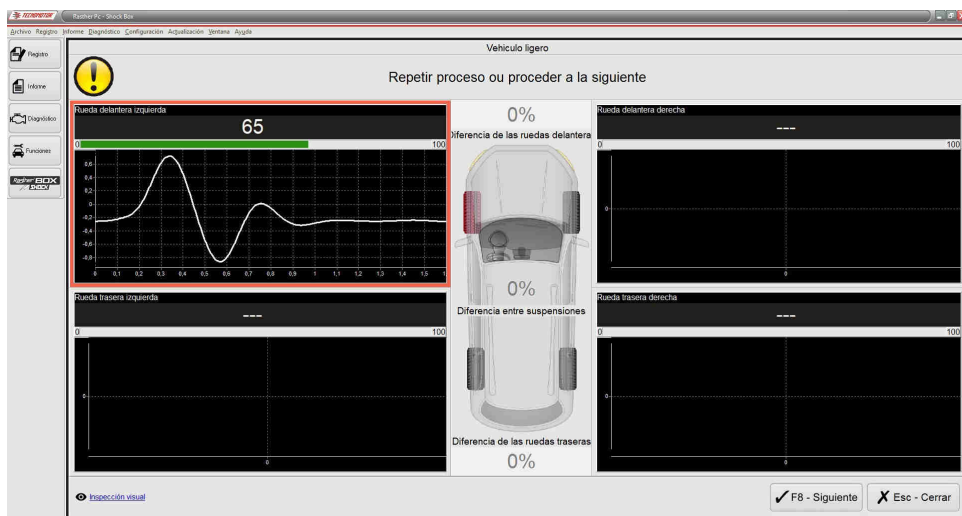 TECNOMOTOR
Rasther Pc - Shock Box
Archivo Registro Informe Diagnóstico Configuración Actualización Ventana Ayuda
Registro
Informe
Diagnóstico
Funciones
Rasther BOX
SHOCK
Vehiculo ligero
Repetir proceso ou proceder a la siguiente
Rueda delantera izquierda
65
0 100
0,6
0,4
0,2
0
-0,2
-0,4
-0,6
-0,8
0 0,1 0,2 0,3 0,4 0,5 0,6 0,7 0,8 0,9 1 1,1 1,2 1,3 1,4 1,5
0%
Diferencia de las ruedas delantera
Rueda delantera derecha
---
0 100
0
0
0%
Diferencia entre suspensiones
Rueda trasera izquierda
---
0 100
0
0
Rueda trasera derecha
---
0 100
0
0
Diferencia de las ruedas traseras
0%
Inspección visual
F8 - Siguiente
Esc - Cerrar